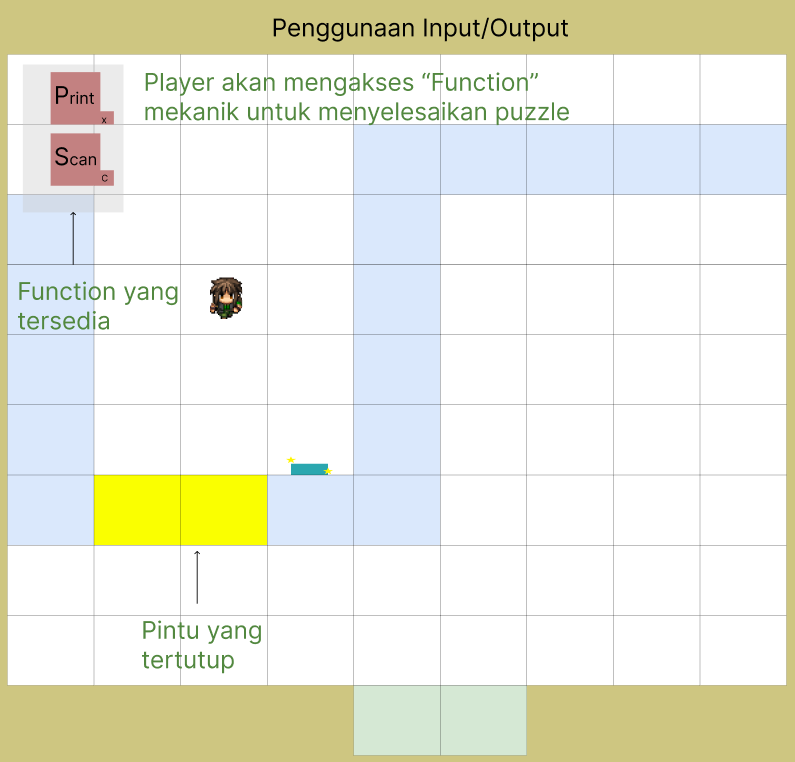 Penggunaan Input/Output
Player akan mengakses “Function”
mekanik untuk menyelesaikan puzzle
Print
x
Scan
c
Function yang
tersedia
Pintu yang
tertutup